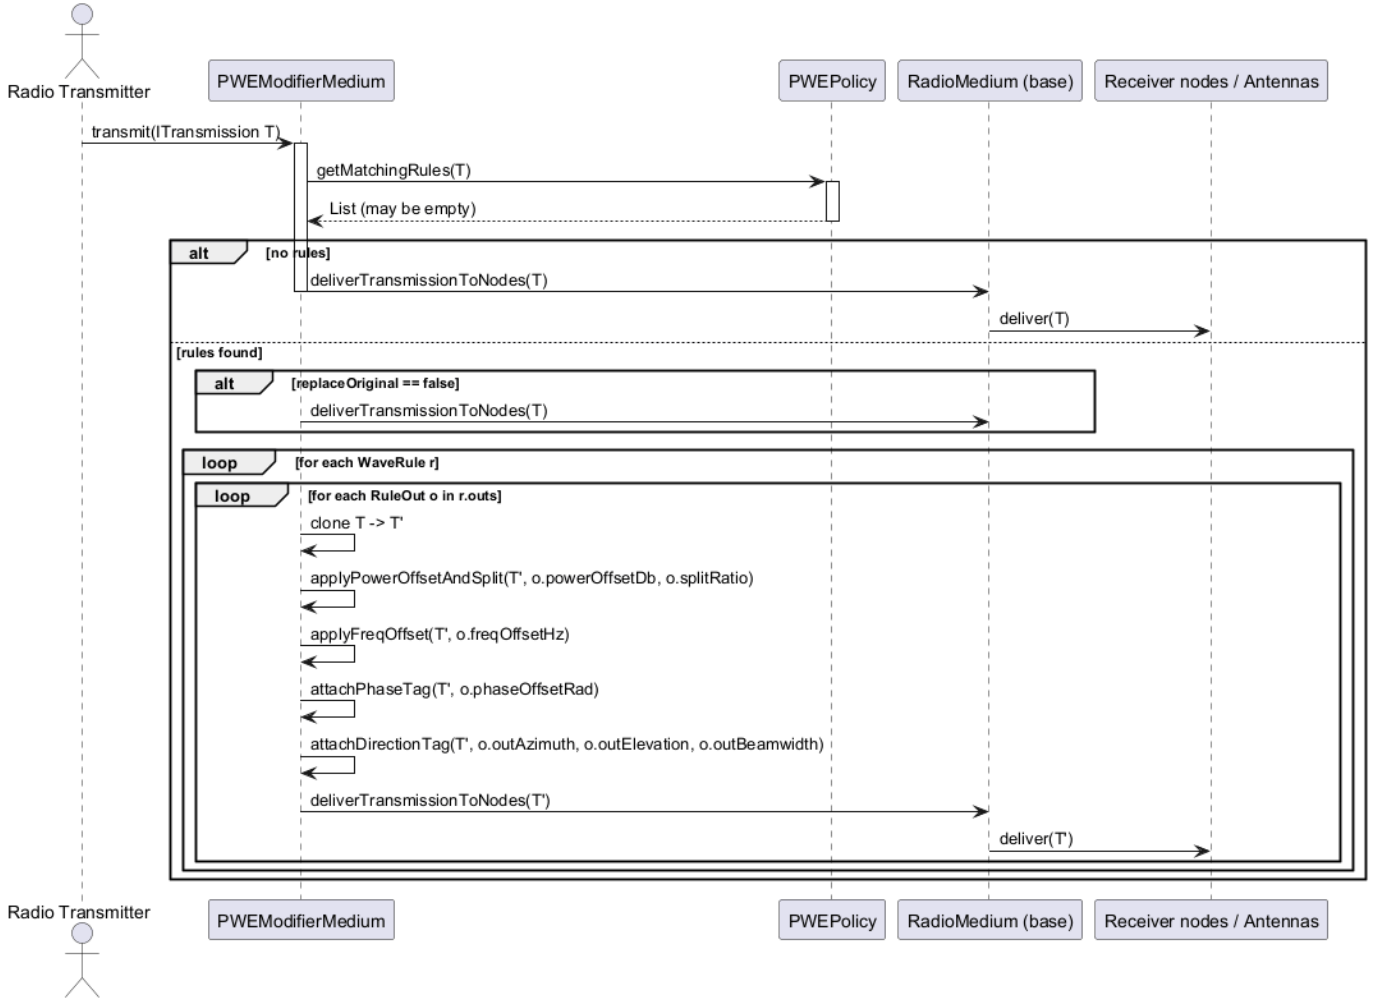 Radio Transmitter
PWEModifierMedium
PWEPolicy
RadioMedium (base)
Receiver nodes / Antennas
transmit(ITransmission T)
getMatchingRules(T)
List (may be empty)
alt
[no rules]
deliverTransmissionToNodes(T)
deliver(T)
[rules found]
alt
[replaceOriginal == false]
deliverTransmissionToNodes(T)
loop
[for each WaveRule r]
loop
[for each RuleOut o in r.outs]
clone T -> T'
applyPowerOffsetAndSplit(T', o.powerOffsetDb, o.splitRatio)
applyFreqOffset(T', o.freqOffsetHz)
attachPhaseTag(T', o.phaseOffsetRad)
attachDirectionTag(T', o.outAzimuth, o.outElevation, o.outBeamwidth)
deliverTransmissionToNodes(T')
deliver(T')
Radio Transmitter
PWEModifierMedium
PWEPolicy
RadioMedium (base)
Receiver nodes / Antennas